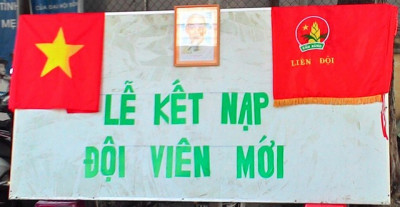 LIÊN ĐỘI
LỄ KẾT NẠP
ĐỘI VIÊN MỚI